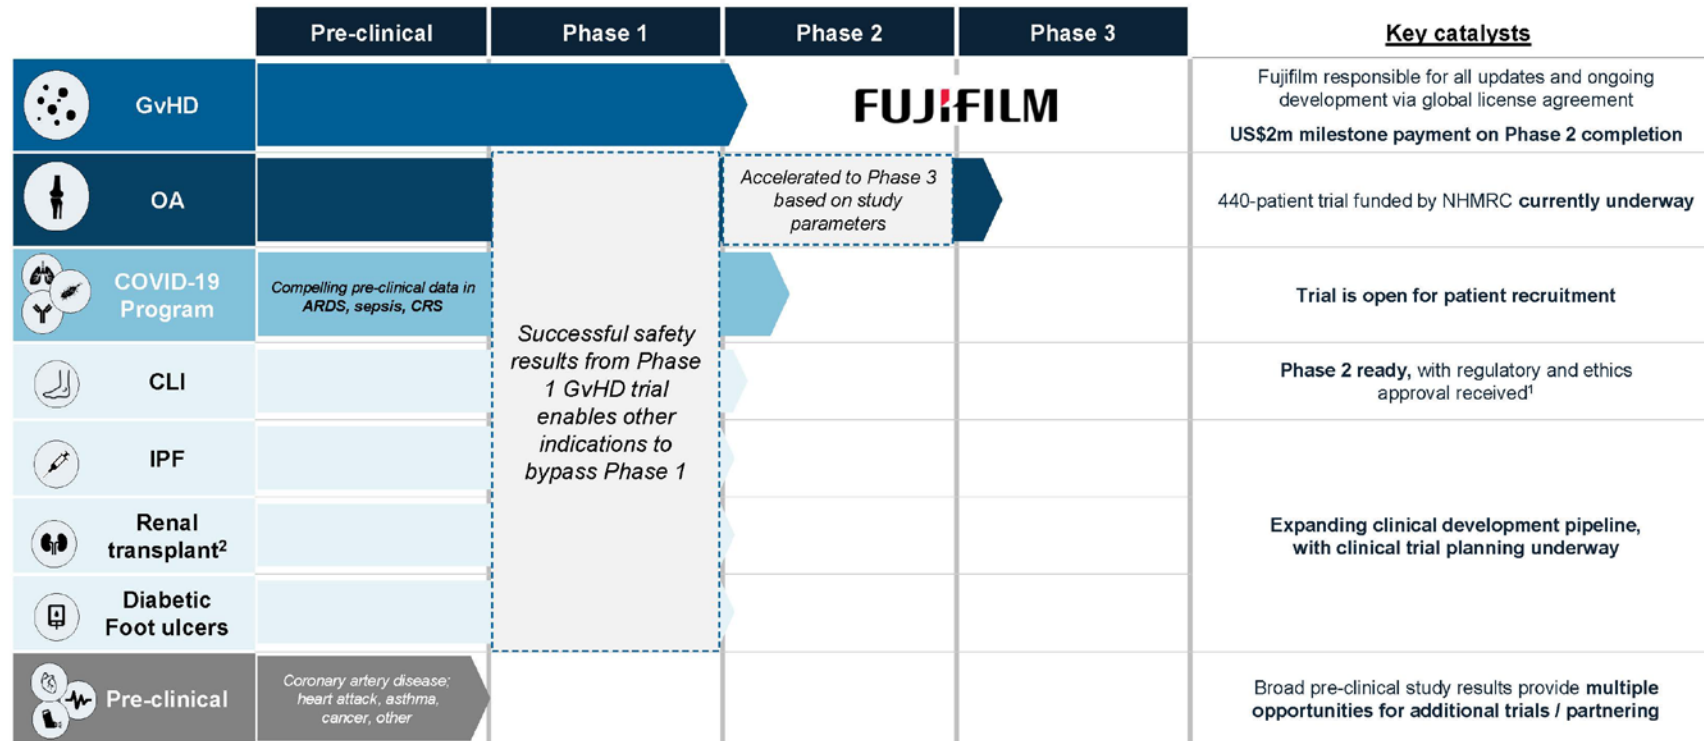 Pre-clinical
Phase 1
Phase 2
Phase 3
Key catalysts
GvHD
FUJIFILM
Fujifilm responsible for all updates and ongoing
development via global license agreement
US$2m milestone payment on Phase 2 completion
OA
Accelerated to Phase 3
based on study
parameters
440-patient trial funded by NHMRC currently underway
COVID-19
Program
Compelling pre-clinical data in
ARDS, sepsis, CRS
Successful safety
results from Phase
1 GvHD trial
enables other
indications to
bypass Phase 1
Trial is open for patient recruitment
CLI
Phase 2 ready, with regulatory and ethics
approval received¹
IPF
Renal
transplant²
Expanding clinical development pipeline,
with clinical trial planning underway
Diabetic
Foot ulcers
Pre-clinical
Coronary artery disease;
heart attack, asthma,
cancer, other
Broad pre-clinical study results provide multiple
opportunities for additional trials / partnering